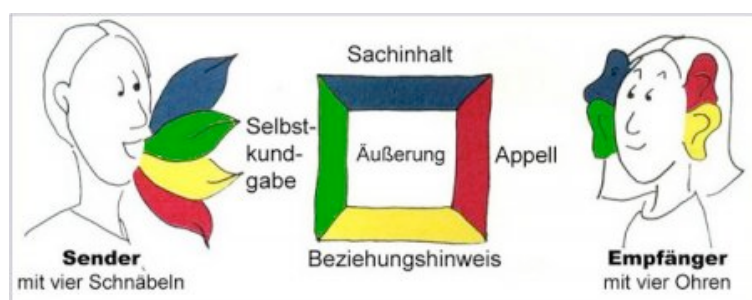 Sachinhalt
Selbst-
kund-
gabe
Äußerung
Appell
Beziehungshinweis
Sender
mit vier Schnäbeln
Empfänger
mit vier Ohren